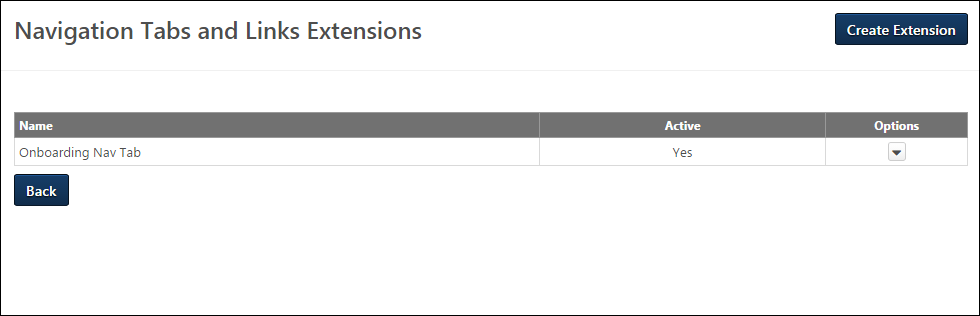 Navigation Tabs and Links Extensions
Create Extension
Name Active Options
Onboarding Nav Tab Yes
Back